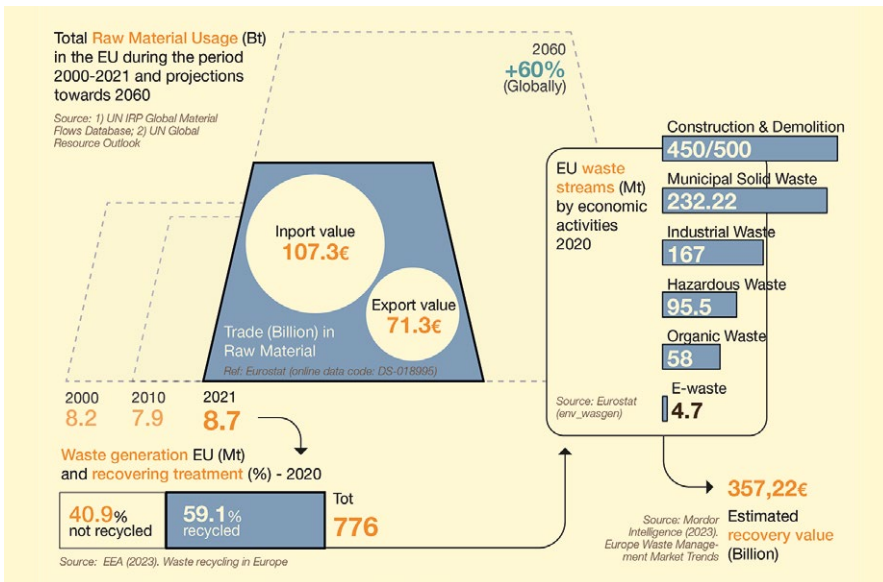 Total Raw Material Usage (Bt)
in the EU during the period
2000-2021 and projections
towards 2060
Source: 1) UN IRP Global Material
Flows Database; 2) UN Global
Resource Outlook
2060
+60%
(Globally)
Inport value
107.3€
Export value
71.3€
Trade (Billion) in
Raw Material
Ref: Eurostat (online data code: DS-018995)
2000
8.2
2010
7.9
2021
8.7
EU waste
streams (Mt)
by economic
activities
2020
Construction & Demolition
450/500
Municipal Solid Waste
232.22
Industrial Waste
167
Hazardous Waste
95.5
Organic Waste
58
E-waste
4.7
Source: Eurostat
(env_wasgen)
Waste generation EU (Mt)
and recovering treatment (%) - 2020
40.9%
not recycled
59.1%
recycled
Tot
776
Source: EEA (2023). Waste recycling in Europe
357,22€
Estimated
recovery value
(Billion)
Source: Mordor
Intelligence (2023).
Europe Waste Manage-
ment Market Trends